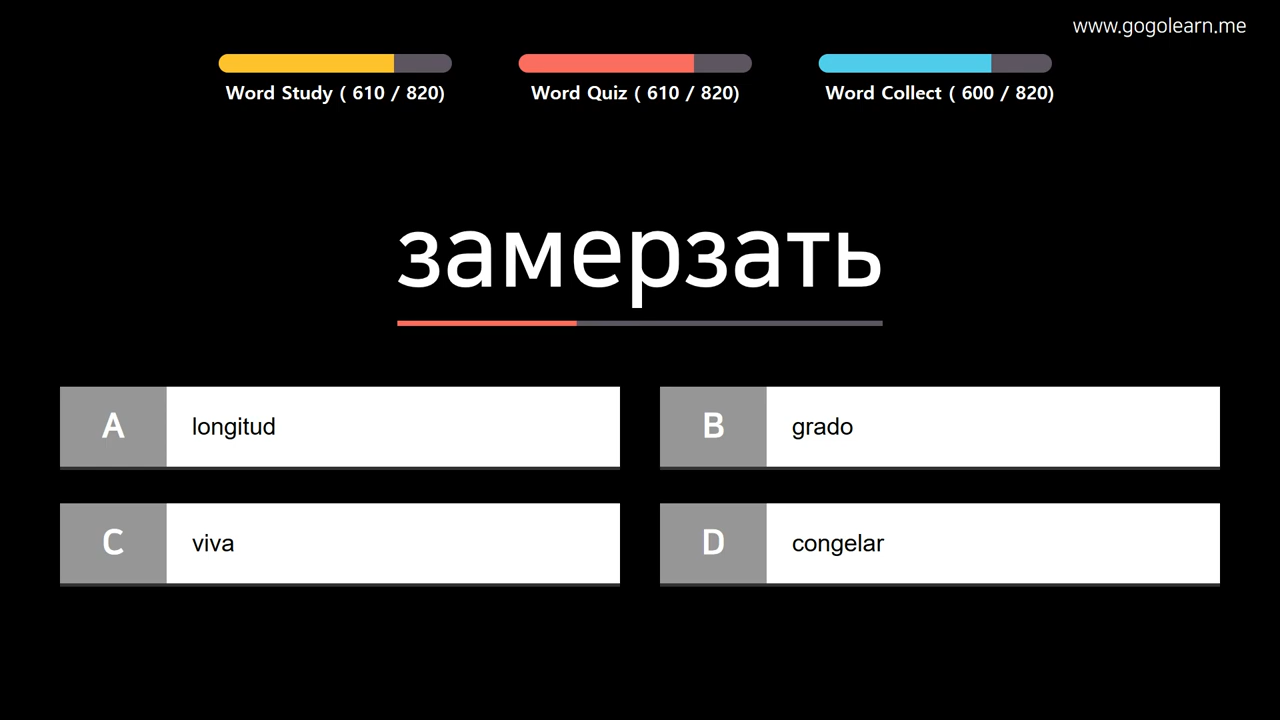 www.gogolearn.me
Word Study ( 610 / 820)
Word Quiz ( 610 / 820)
Word Collect ( 600 / 820)
замерзать
A longitud
B grado
C viva
D congelar